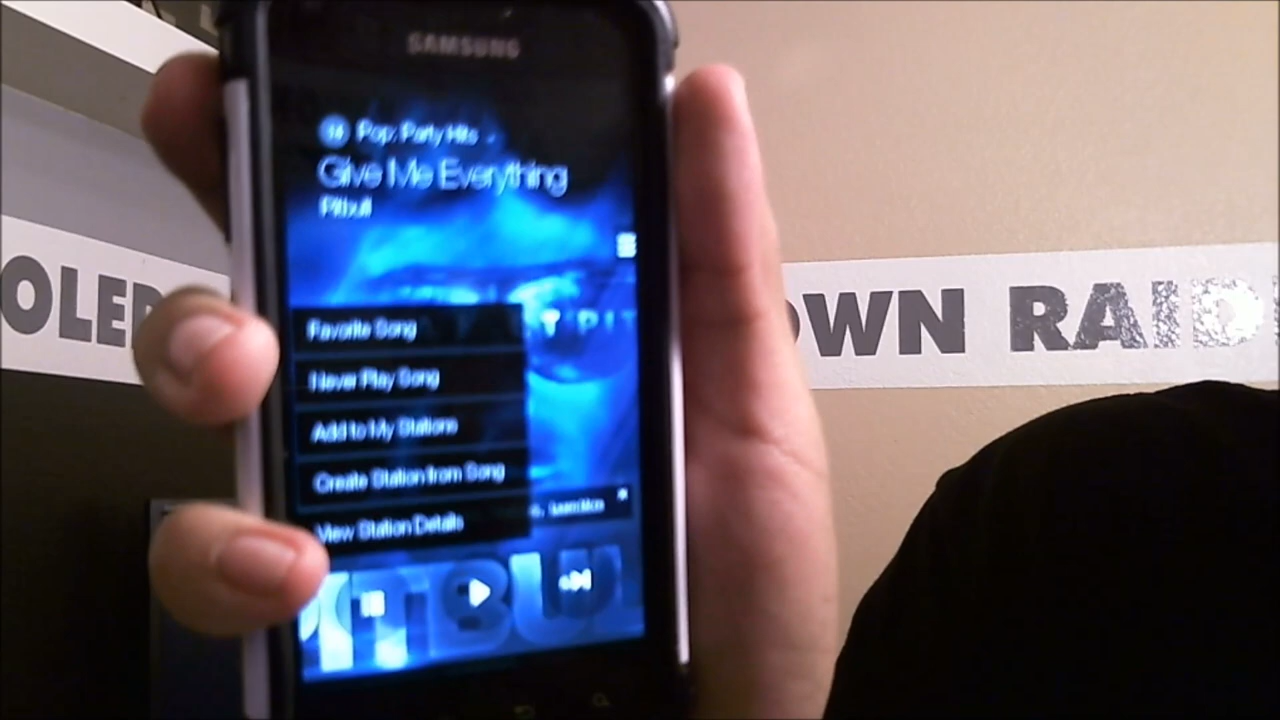 SAMSUNG
Pop: Party Hits
Give Me Everything
Pitbull
Favorite Song
Never Play Song
Add to My Stations
Create Station from Song
View Station Details
OLER
OWN RAID